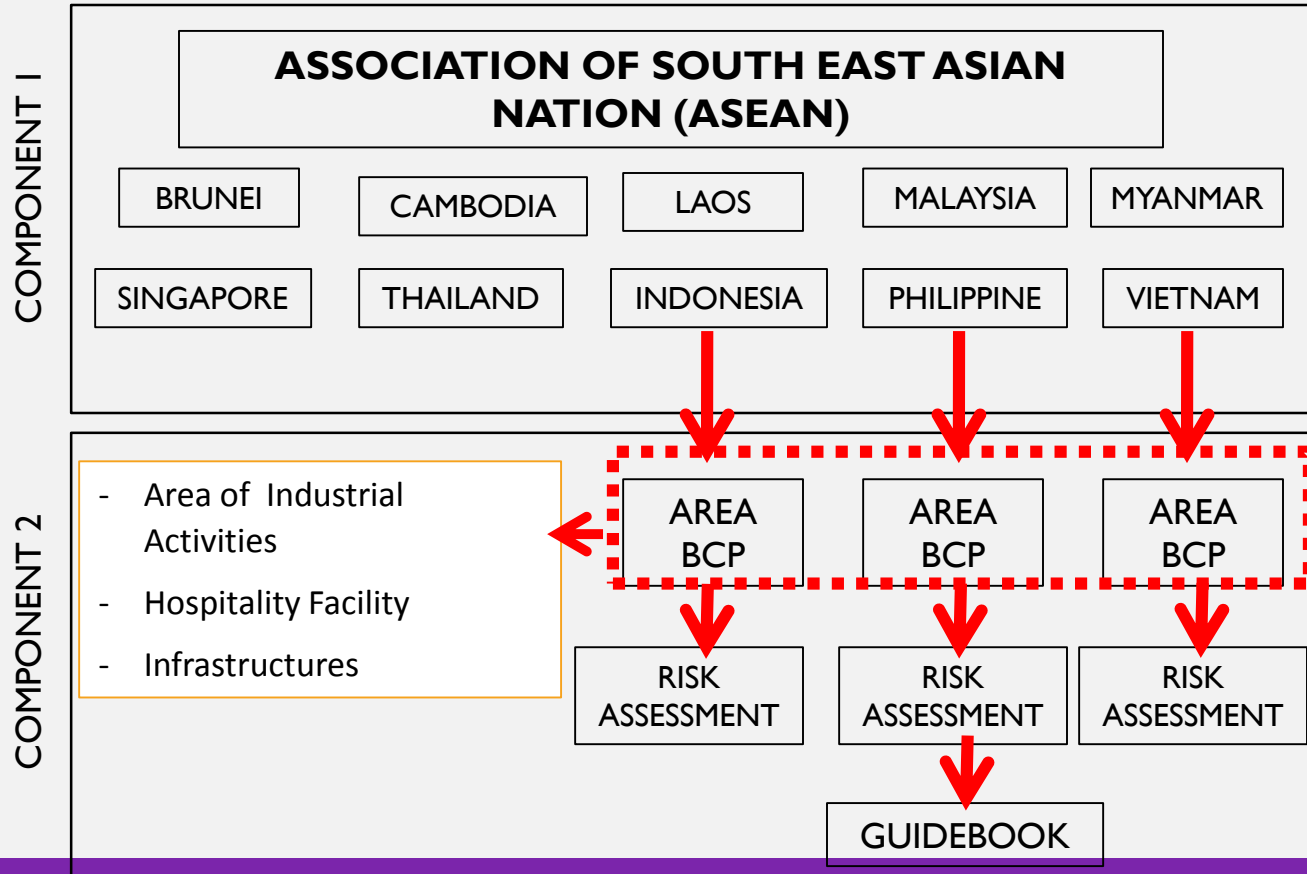 COMPONENT 1
ASSOCIATION OF SOUTH EAST ASIAN
NATION (ASEAN)
BRUNEI
CAMBODIA
LAOS
MALAYSIA
MYANMAR
SINGAPORE
THAILAND
INDONESIA
PHILIPPINE
VIETNAM
COMPONENT 2
- Area of Industrial
Activities
- Hospitality Facility
- Infrastructures
AREA
BCP
AREA
BCP
AREA
BCP
RISK
ASSESSMENT
RISK
ASSESSMENT
RISK
ASSESSMENT
GUIDEBOOK